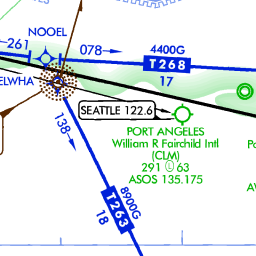 NOOEL
261
078
4400G
T268
17
ELWHA
SEATTLE 122.6
PORT ANGELES
William R Fairchild Intl
(CLM)
291 L 63
ASOS 135.175
138
8900G
T263
18